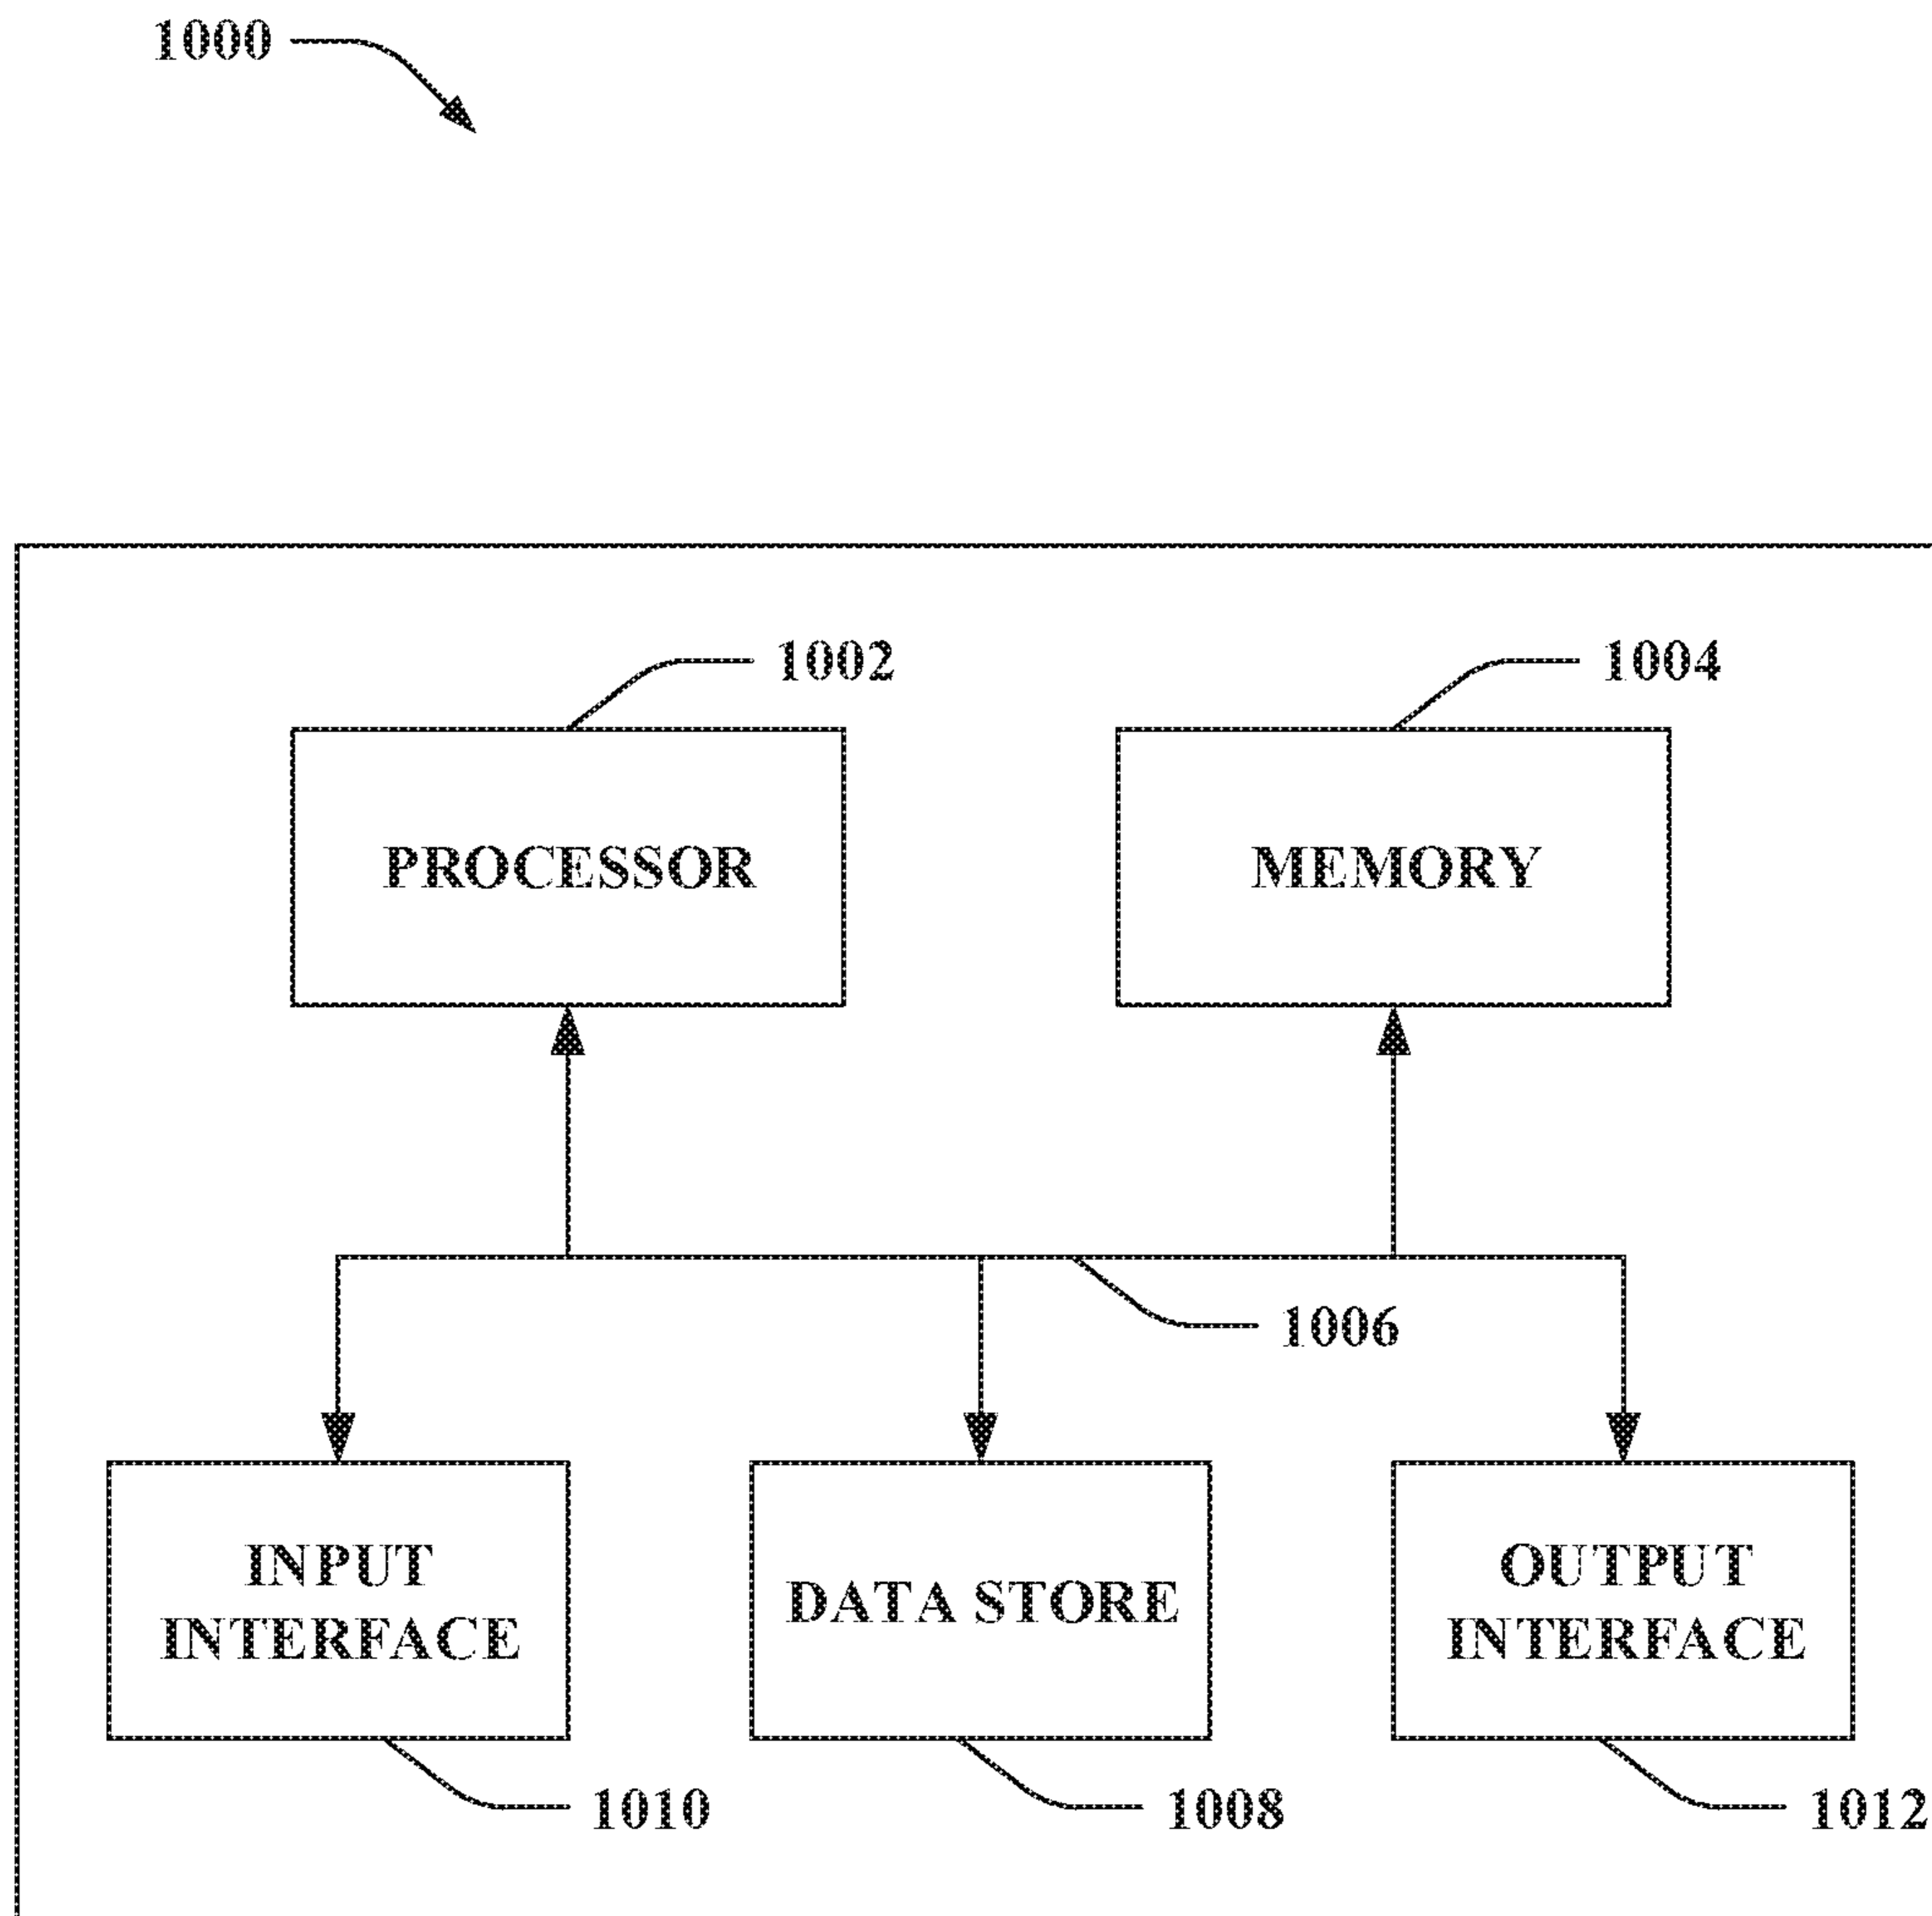 1000
1002
1004
PROCESSOR
MEMORY
1006
INPUT
INTERFACE
DATA STORE
OUTPUT
INTERFACE
1010
1008
1012